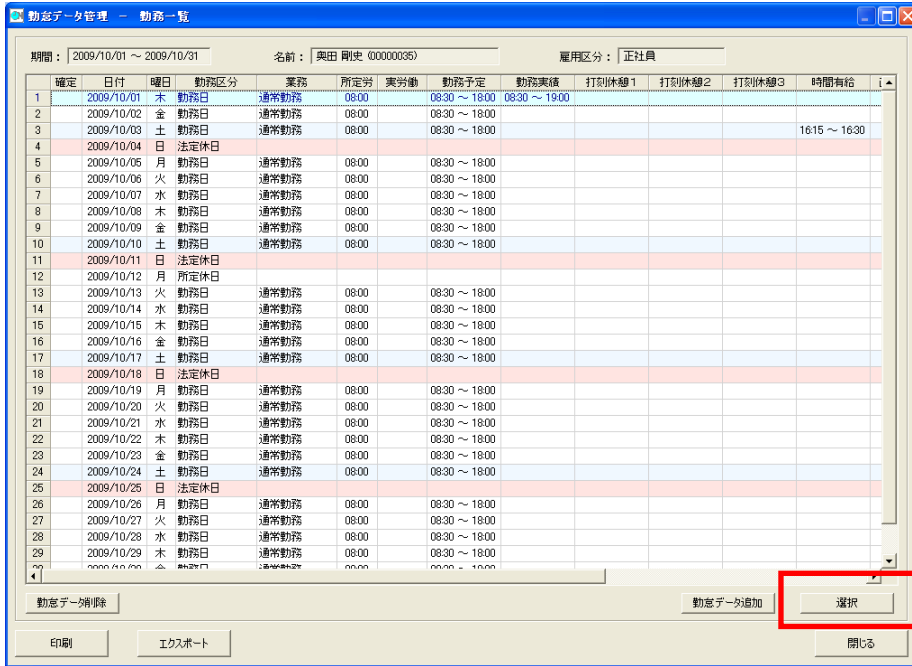 勤怠データ管理 － 勤務一覧
期間： 2009/10/01 ～ 2009/10/31 名前： 奥田 剛史 (00000035) 雇用区分： 正社員
確定 日付 曜日 勤務区分 業務 所定労 実労働 勤務予定 勤務実績 打刻休憩1 打刻休憩2 打刻休憩3 時間有給
1 2009/10/01 木 勤務日 通常勤務 08:00 08:30 ～ 18:00 08:30 ～ 19:00
2 2009/10/02 金 勤務日 通常勤務 08:00 08:30 ～ 18:00
3 2009/10/03 土 勤務日 通常勤務 08:00 08:30 ～ 18:00 16:15 ～ 16:30
4 2009/10/04 日 法定休日
5 2009/10/05 月 勤務日 通常勤務 08:00 08:30 ～ 18:00
6 2009/10/06 火 勤務日 通常勤務 08:00 08:30 ～ 18:00
7 2009/10/07 水 勤務日 通常勤務 08:00 08:30 ～ 18:00
8 2009/10/08 木 勤務日 通常勤務 08:00 08:30 ～ 18:00
9 2009/10/09 金 勤務日 通常勤務 08:00 08:30 ～ 18:00
10 2009/10/10 土 勤務日 通常勤務 08:00 08:30 ～ 18:00
11 2009/10/11 日 法定休日
12 2009/10/12 月 所定休日
13 2009/10/13 火 勤務日 通常勤務 08:00 08:30 ～ 18:00
14 2009/10/14 水 勤務日 通常勤務 08:00 08:30 ～ 18:00
15 2009/10/15 木 勤務日 通常勤務 08:00 08:30 ～ 18:00
16 2009/10/16 金 勤務日 通常勤務 08:00 08:30 ～ 18:00
17 2009/10/17 土 勤務日 通常勤務 08:00 08:30 ～ 18:00
18 2009/10/18 日 法定休日
19 2009/10/19 月 勤務日 通常勤務 08:00 08:30 ～ 18:00
20 2009/10/20 火 勤務日 通常勤務 08:00 08:30 ～ 18:00
21 2009/10/21 水 勤務日 通常勤務 08:00 08:30 ～ 18:00
22 2009/10/22 木 勤務日 通常勤務 08:00 08:30 ～ 18:00
23 2009/10/23 金 勤務日 通常勤務 08:00 08:30 ～ 18:00
24 2009/10/24 土 勤務日 通常勤務 08:00 08:30 ～ 18:00
25 2009/10/25 日 法定休日
26 2009/10/26 月 勤務日 通常勤務 08:00 08:30 ～ 18:00
27 2009/10/27 火 勤務日 通常勤務 08:00 08:30 ～ 18:00
28 2009/10/28 水 勤務日 通常勤務 08:00 08:30 ～ 18:00
29 2009/10/29 木 勤務日 通常勤務 08:00 08:30 ～ 18:00
勤怠データ削除 勤怠データ追加 選択
印刷 エクスポート 閉じる